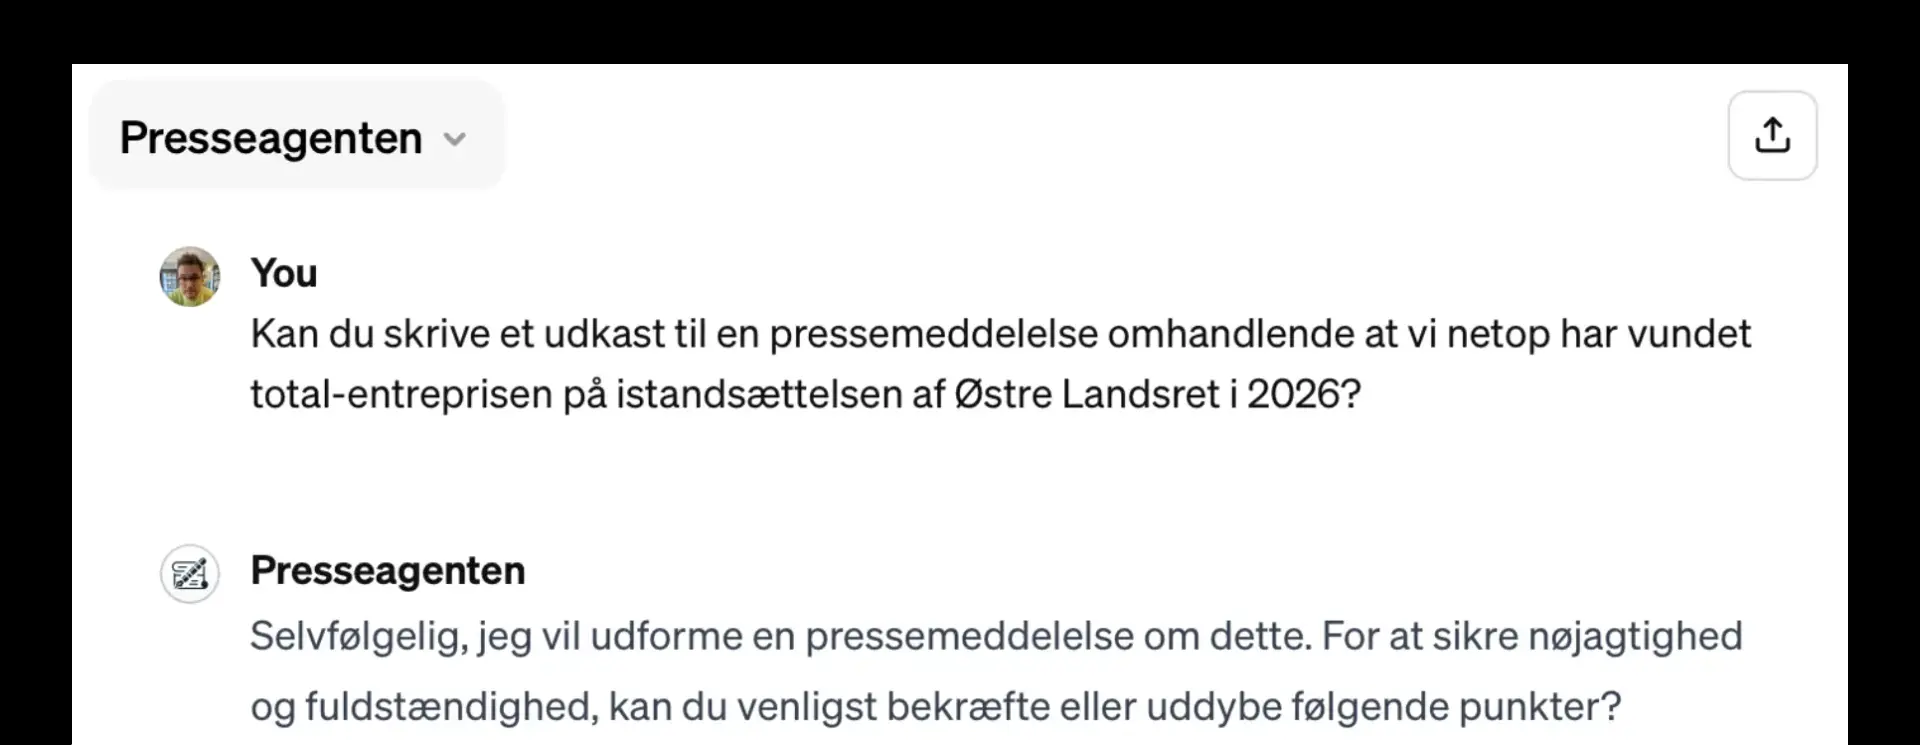 Presseagenten
You
Kan du skrive et udkast til en pressemeddelelse omhandlende at vi netop har vundet
total-entreprisen på istandsættelsen af Østre Landsret i 2026?
Presseagenten
Selvfølgelig, jeg vil udforme en pressemeddelelse om dette. For at sikre nøjagtighed
og fuldstændighed, kan du venligst bekræfte eller uddybe følgende punkter?